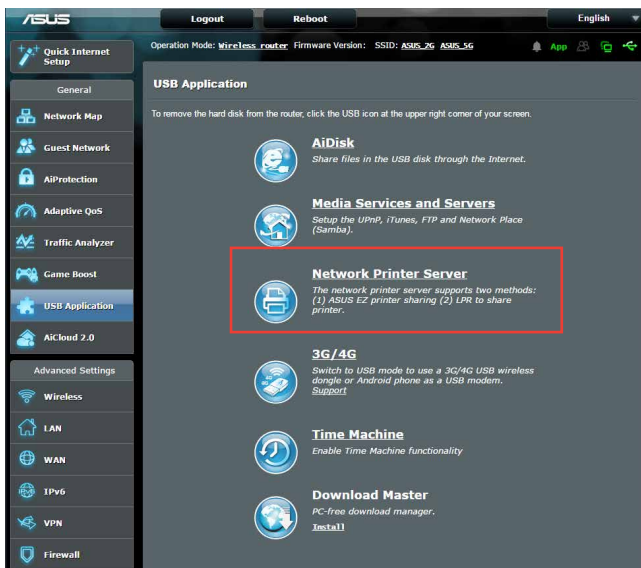 ASUS
Logout
Reboot
English
Quick Internet
Setup
Operation Mode: Wireless router Firmware Version: SSID: ASUS_2G ASUS_5G
App
General
Network Map
Guest Network
AiProtection
Adaptive QoS
Traffic Analyzer
Game Boost
USB Application
AiCloud 2.0
Advanced Settings
Wireless
LAN
WAN
IPv6
VPN
Firewall
USB Application
To remove the hard disk from the router, click the USB icon at the upper right corner of your screen.
AiDisk
Share files in the USB disk through the Internet.
Media Services and Servers
Setup the UPnP, iTunes, FTP and Network Place
(Samba).
Network Printer Server
The network printer server supports two methods:
(1) ASUS EZ printer sharing (2) LPR to share
printer.
3G/4G
Switch to USB mode to use a 3G/4G USB wireless
dongle or Android phone as a USB modem.
Support
Time Machine
Enable Time Machine functionality
Download Master
PC-free download manager.
Install